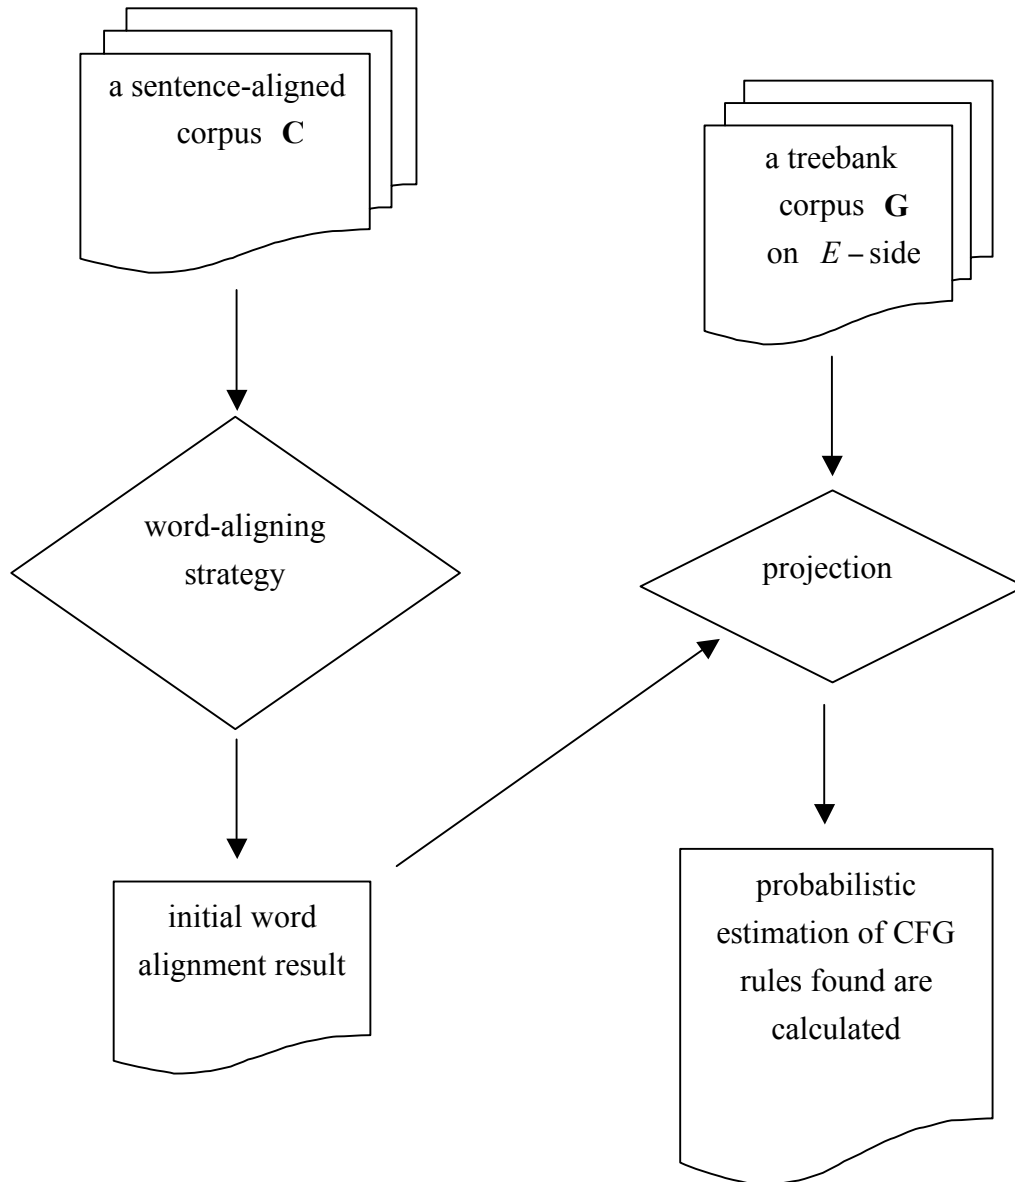 a sentence-aligned
corpus C
a treebank
corpus G
on E – side
word-aligning
strategy
projection
initial word
alignment result
probabilistic
estimation of CFG
rules found are
calculated